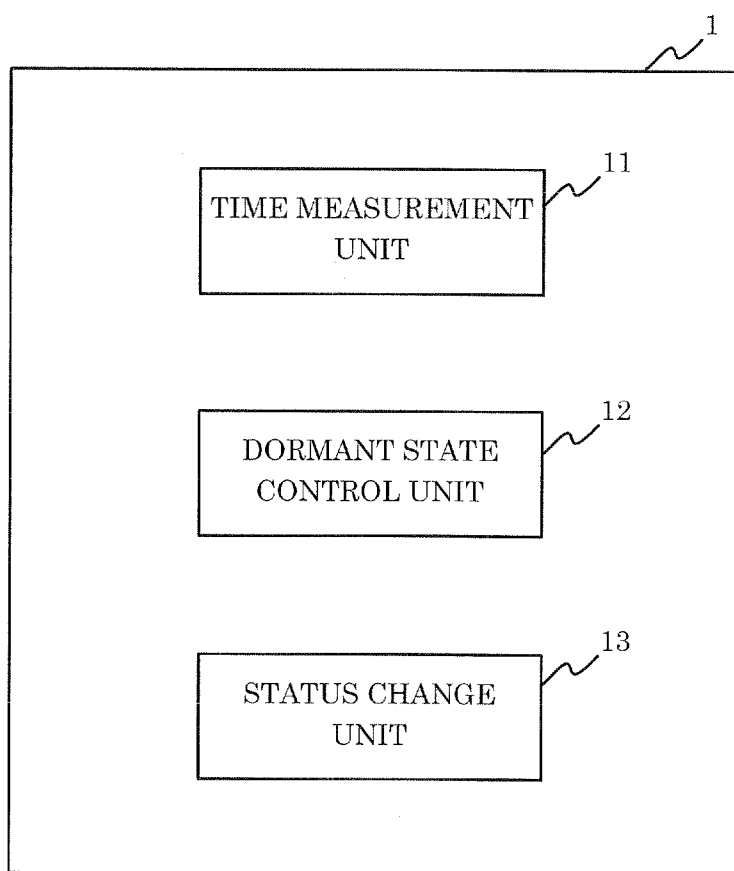 1
11
TIME MEASUREMENT
UNIT
12
DORMANT STATE
CONTROL UNIT
13
STATUS CHANGE
UNIT